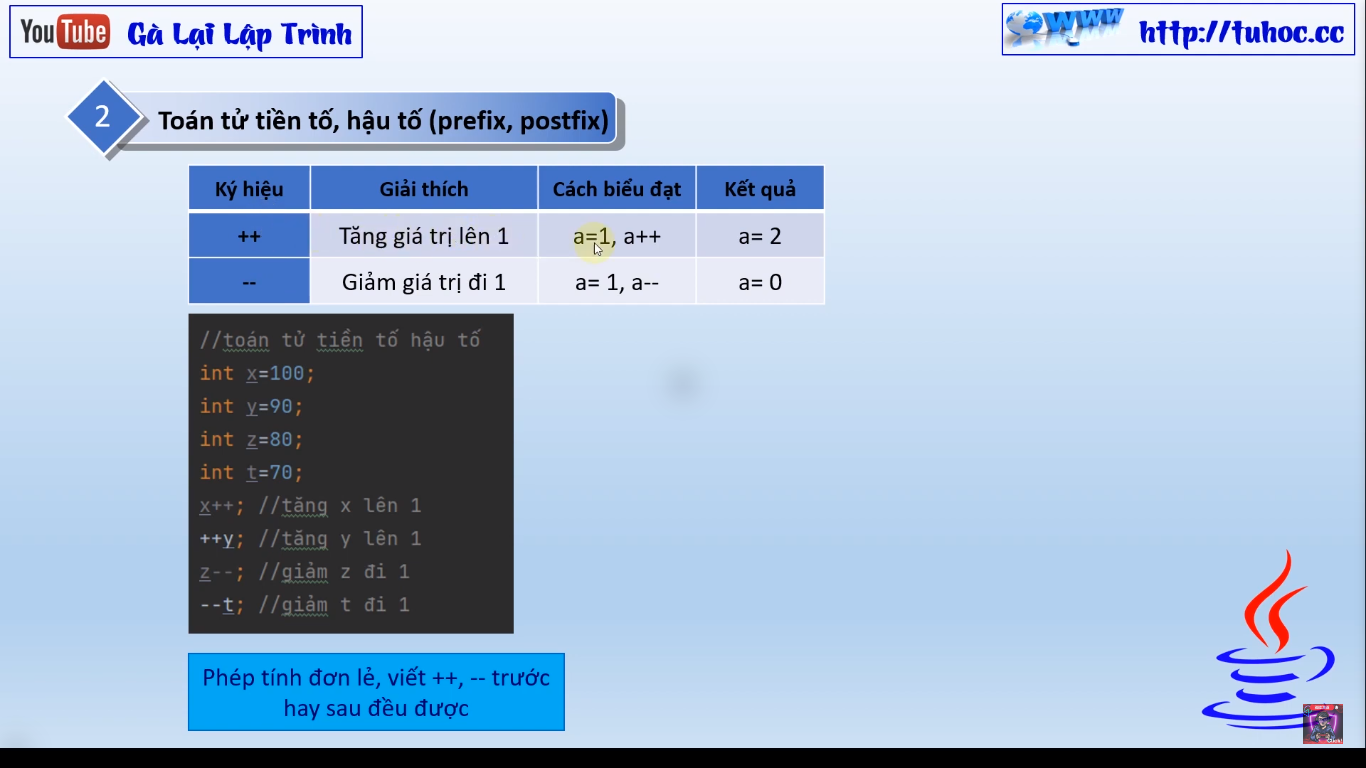 YouTube Gà Lại Lập Trình
WWW http://tuhoc.cc
2 Toán tử tiền tố, hậu tố (prefix, postfix)
Ký hiệu Giải thích Cách biểu đạt Kết quả
++ Tăng giá trị lên 1 a=1, a++ a= 2
-- Giảm giá trị đi 1 a= 1, a-- a= 0
//toán tử tiền tố hậu tố
int x=100;
int y=90;
int z=80;
int t=70;
x++; //tăng x lên 1
++y; //tăng y lên 1
z--; //giảm z đi 1
--t; //giảm t đi 1
Phép tính đơn lẻ, viết ++, -- trước
hay sau đều được